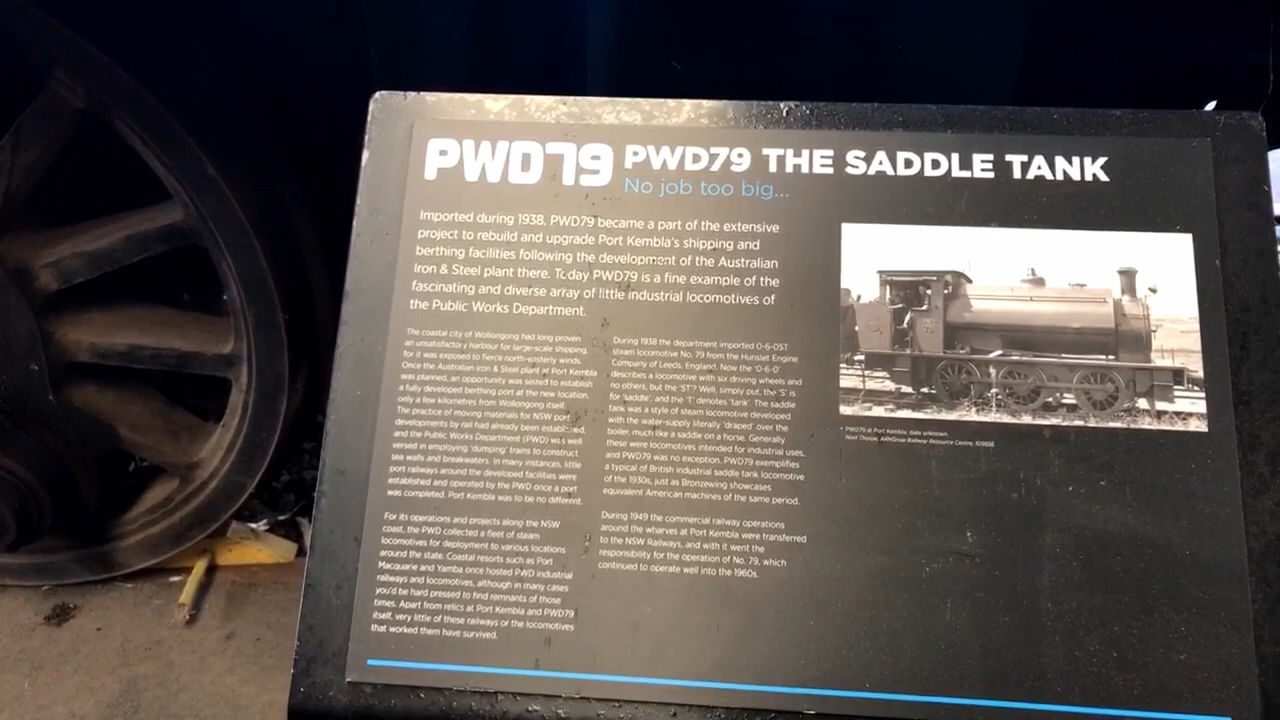 PWD79 PWD79 THE SADDLE TANK
No job too big...
Imported during 1938, PWD79 became a part of the extensive
project to rebuild and upgrade Port Kembla's shipping and
berthing facilities following the development of the Australian
Iron & Steel plant there. Today PWD79 is a fine example of the
fascinating and diverse array of little industrial locomotives of
the Public Works Department.
The coastal city of Wollongong had long proven
an unsatisfactory harbour for large-scale shipping,
for it was exposed to fierce north-easterly winds.
Once the Australian Iron & Steel plant at Port Kembla
was planned, an opportunity was seized to establish
a fully developed berthing port at the new location,
only a few kilometres from Wollongong itself.
The practice of moving materials for NSW port
developments by rail had already been established,
and the Public Works Department (PWD) was well
versed in employing 'dumping' trains to construct
sea walls and breakwaters. In many instances, little
port railways around the developed facilities were
established and operated by the PWD once a port
was completed. Port Kembla was to be no different.
For its operations and projects along the NSW
coast, the PWD collected a fleet of steam
locomotives for deployment to various locations
around the state. Coastal resorts such as Port
Macquarie and Yamba once hosted PWD industrial
railways and locomotives, although in many cases
you'd be hard pressed to find remnants of those
times. Apart from relics at Port Kembla and PWD79
itself, very little of these railways or the locomotives
that worked them have survived.
During 1938 the department imported 0-6-0ST
steam locomotive No. 79 from the Hunslet Engine
Company of Leeds, England. Now the '0-6-0'
describes a locomotive with six driving wheels and
no others, but the 'ST'? Well, simply put, the 'S' is
for 'saddle', and the 'T' denotes 'tank'. The saddle
tank was a style of steam locomotive developed
with the water supply literally 'draped' over the
boiler, much like a saddle on a horse. Generally
these were locomotives intended for industrial uses,
and PWD79 was no exception. PWD79 exemplifies
a typical of British industrial saddle tank locomotive
of the 1930s, just as Bronzewing showcases
equivalent American machines of the same period.
During 1949 the commercial railway operations
around the wharves at Port Kembla were transferred
to the NSW Railways, and with it went the
responsibility for the operation of No. 79, which
continued to operate well into the 1960s.
PWD79 at Port Kembla, date unknown.
Noel Thorpe, ARHSnsw Railway Resource Centre,